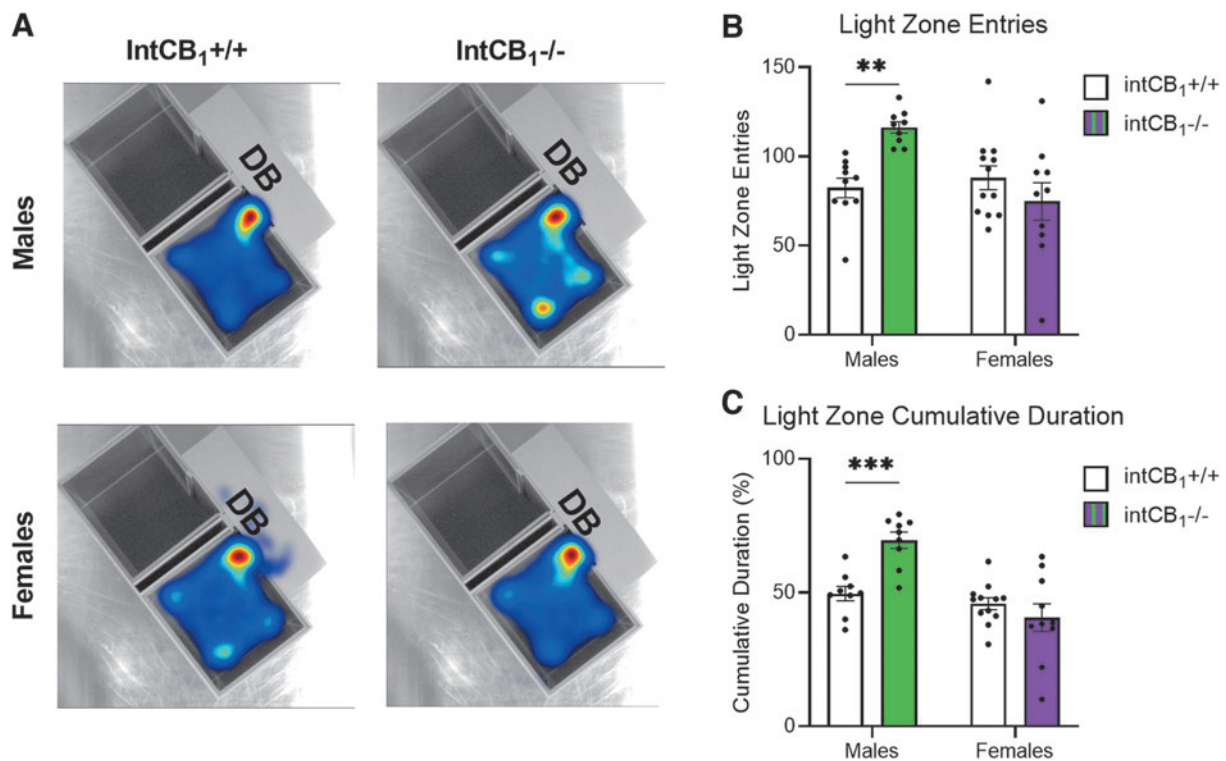 A
IntCB₁+/+
IntCB₁-/-
Males
DB
DB
Females
DB
DB
B
Light Zone Entries
**
Light Zone Entries
150
100
50
0
Males
Females
intCB₁+/+
intCB₁-/-
C
Light Zone Cumulative Duration
***
Cumulative Duration (%)
100
50
0
Males
Females
intCB₁+/+
intCB₁-/-